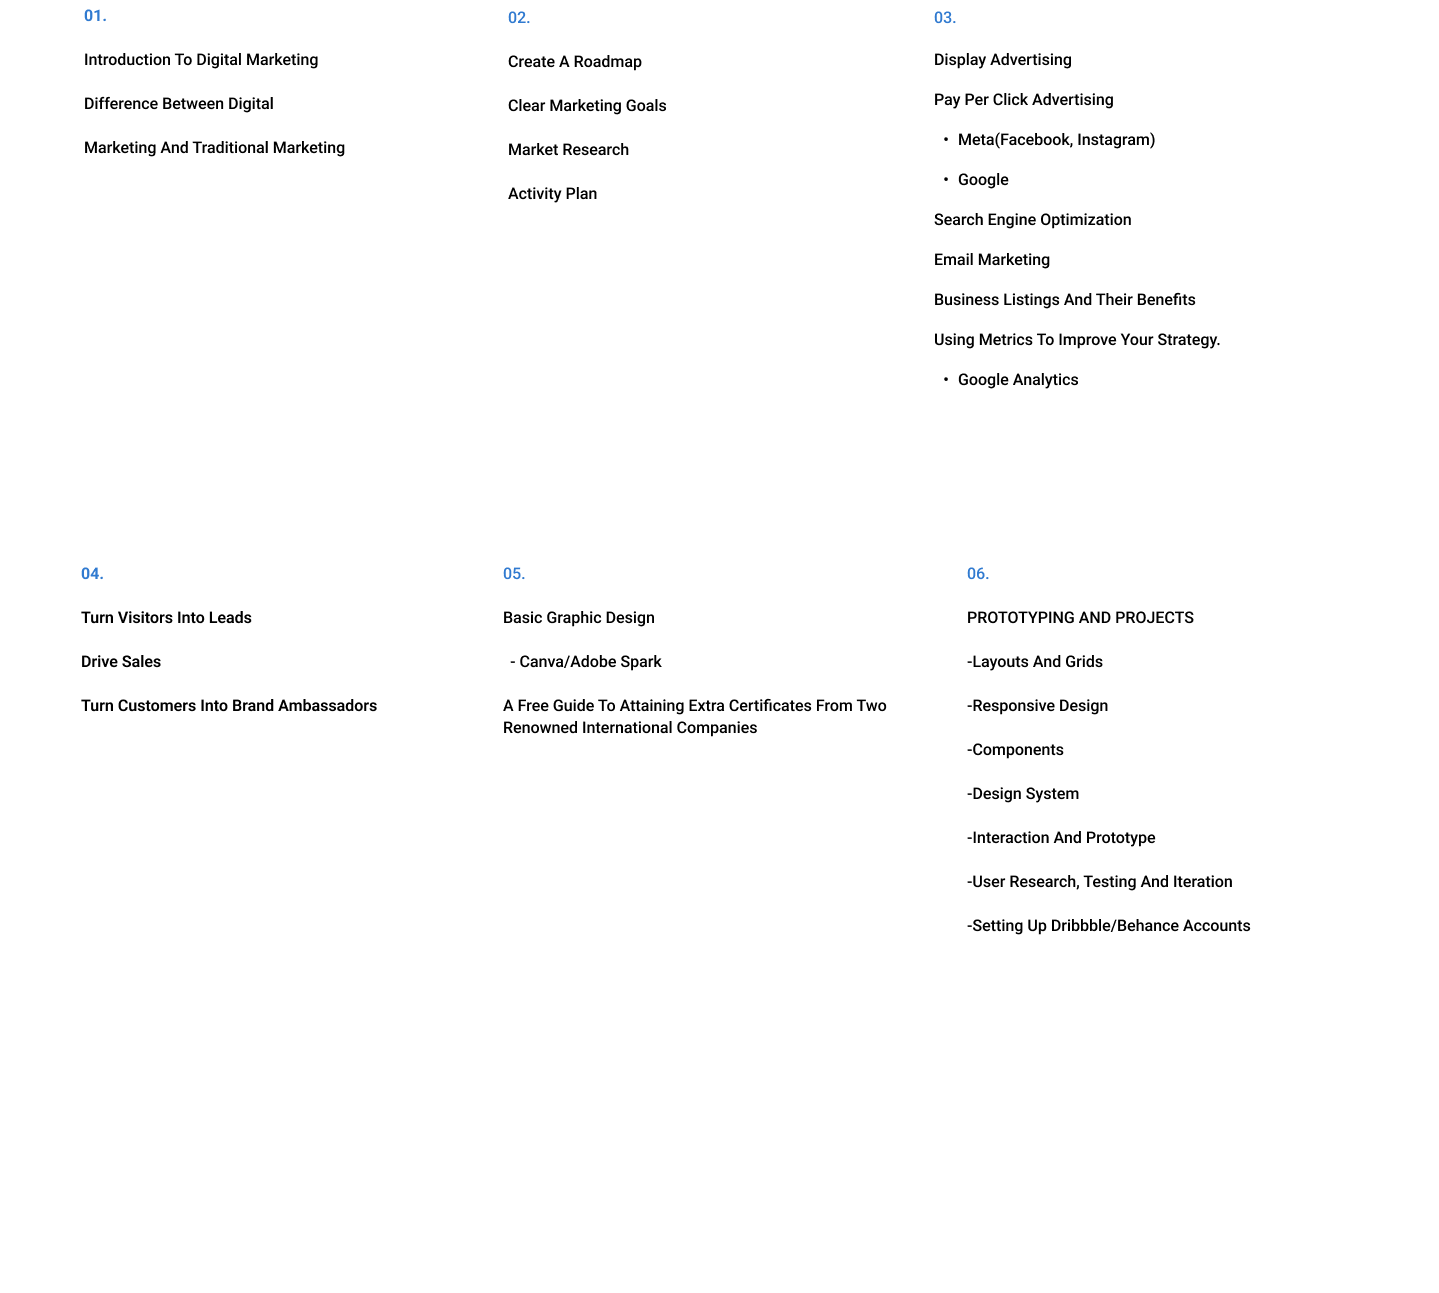 01.
Introduction To Digital Marketing
Difference Between Digital
Marketing And Traditional Marketing
02.
Create A Roadmap
Clear Marketing Goals
Market Research
Activity Plan
03.
Display Advertising
Pay Per Click Advertising
• Meta(Facebook, Instagram)
• Google
Search Engine Optimization
Email Marketing
Business Listings And Their Benefits
Using Metrics To Improve Your Strategy.
• Google Analytics
04.
Turn Visitors Into Leads
Drive Sales
Turn Customers Into Brand Ambassadors
05.
Basic Graphic Design
- Canva/Adobe Spark
A Free Guide To Attaining Extra Certificates From Two
Renowned International Companies
06.
PROTOTYPING AND PROJECTS
-Layouts And Grids
-Responsive Design
-Components
-Design System
-Interaction And Prototype
-User Research, Testing And Iteration
-Setting Up Dribbble/Behance Accounts